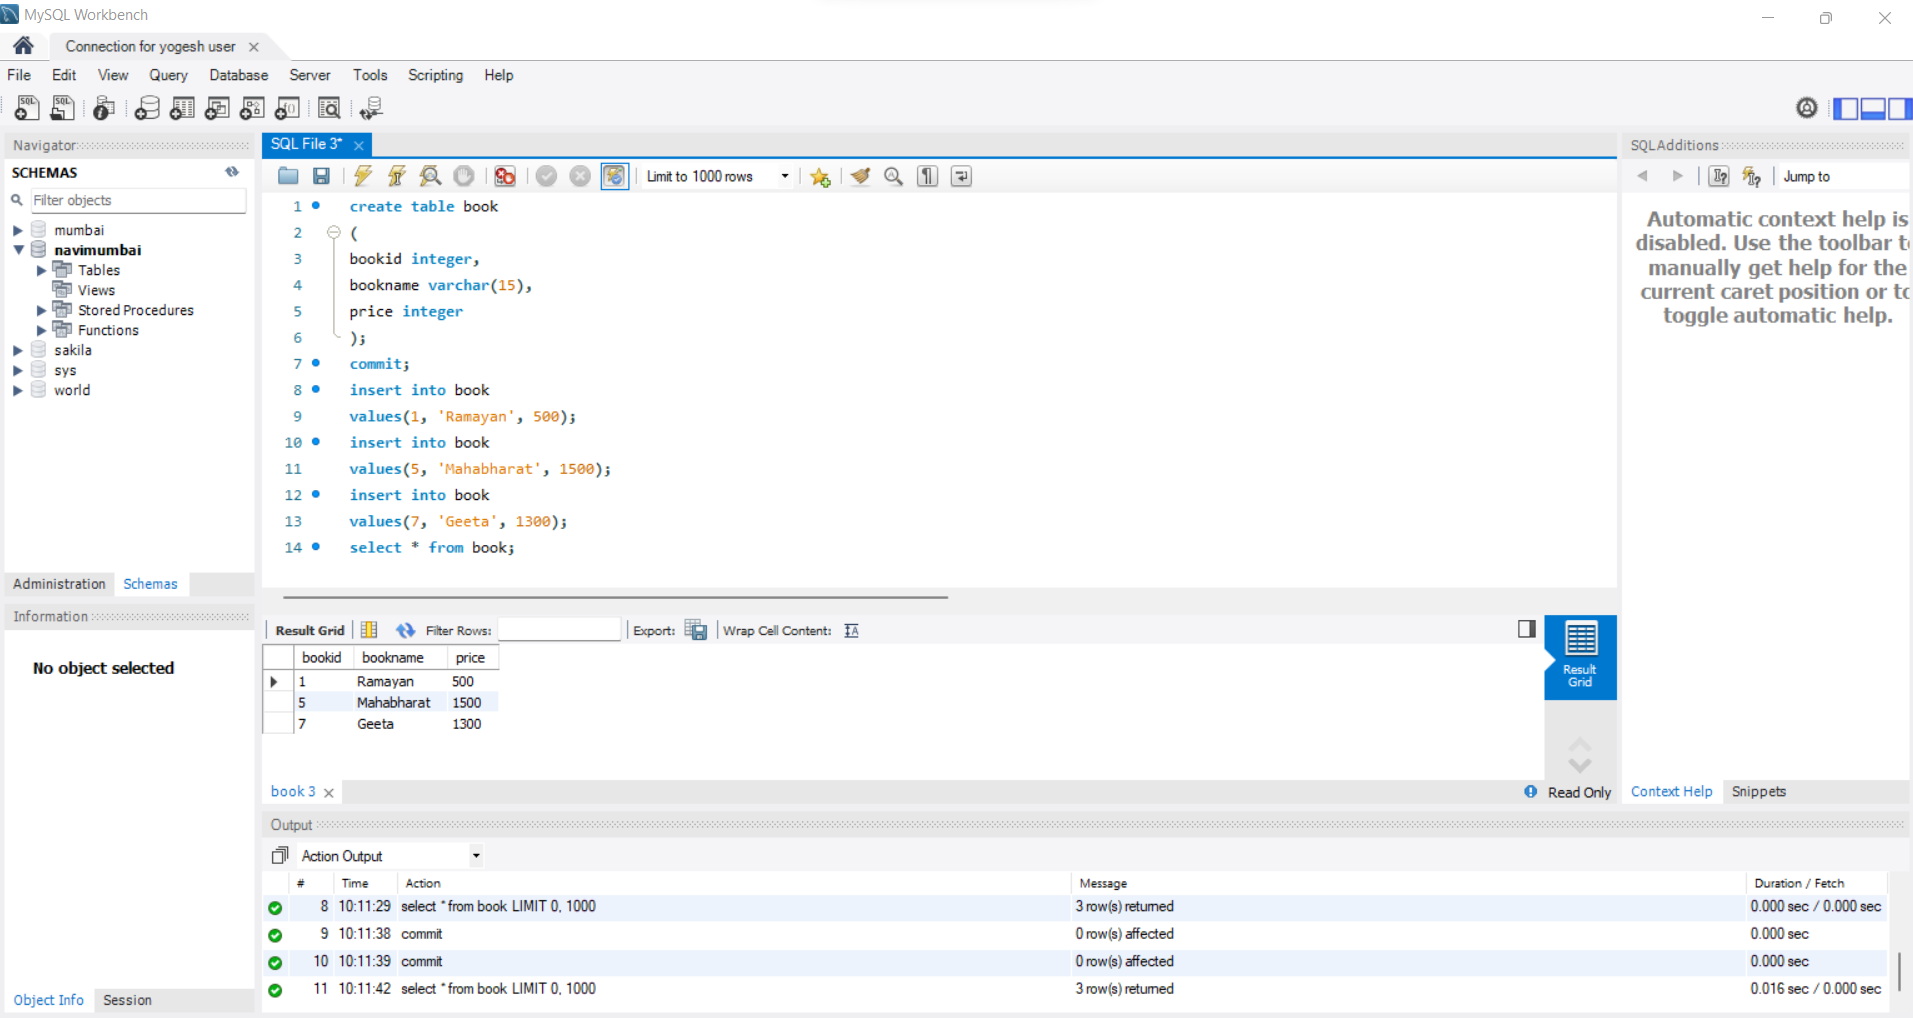 MySQL Workbench
Connection for yogesh user
File Edit View Query Database Server Tools Scripting Help
Navigator
SCHEMAS
Filter objects
mumbai
navimumbai
Tables
Views
Stored Procedures
Functions
sakila
sys
world
Administration Schemas
Information
No object selected
Object Info Session
SQL File 3*
Limit to 1000 rows
1 create table book
2 (
3 bookid integer,
4 bookname varchar(15),
5 price integer
6 );
7 commit;
8 insert into book
9 values(1, 'Ramayan', 500);
10 insert into book
11 values(5, 'Mahabharat', 1500);
12 insert into book
13 values(7, 'Geeta', 1300);
14 select * from book;
Result Grid Filter Rows: Export: Wrap Cell Content:
bookid bookname price
1 Ramayan 500
5 Mahabharat 1500
7 Geeta 1300
Result
Grid
book 3
Read Only
SQLAdditions
Jump to
Automatic context help is
disabled. Use the toolbar t
manually get help for the
current caret position or to
toggle automatic help.
Context Help Snippets
Output
Action Output
# Time Action Message Duration / Fetch
8 10:11:29 select * from book LIMIT 0, 1000 3 row(s) returned 0.000 sec / 0.000 sec
9 10:11:38 commit 0 row(s) affected 0.000 sec
10 10:11:39 commit 0 row(s) affected 0.000 sec
11 10:11:42 select * from book LIMIT 0, 1000 3 row(s) returned 0.016 sec / 0.000 sec